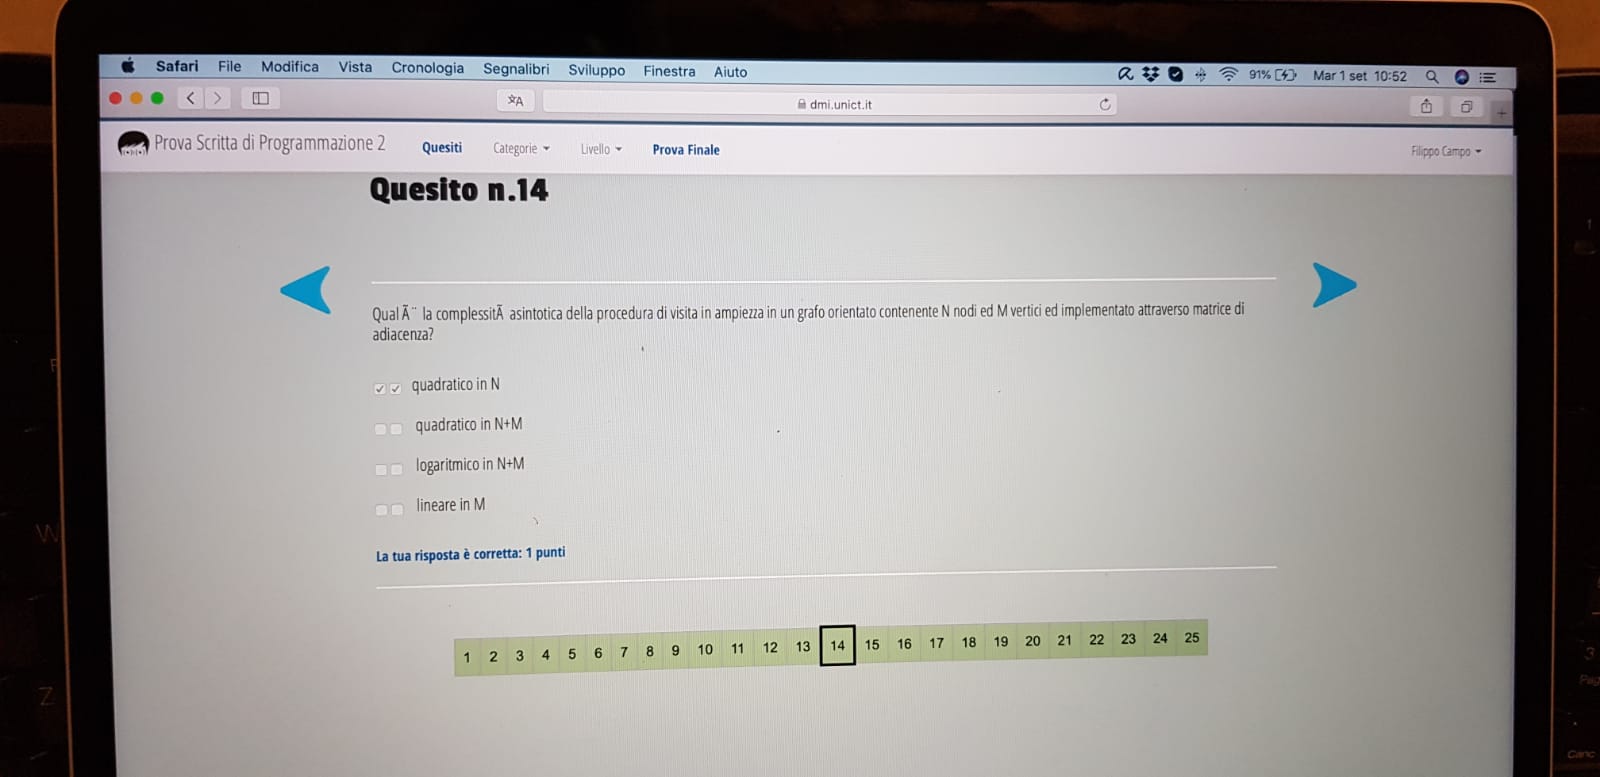 Safari File Modifica Vista Cronologia Segnalibri Sviluppo Finestra Aiuto 91% Mar 1 set 10:52
dmi.unict.it
Prova Scritta di Programmazione 2 Quesiti Categorie Livello Prova Finale Filippo Campo
Quesito n.14
Qual Ã¨ la complessitÃ asintotica della procedura di visita in ampiezza in un grafo orientato contenente N nodi ed M vertici ed implementato attraverso matrice di
adiacenza?
quadratico in N
quadratico in N+M
logaritmico in N+M
lineare in M
La tua risposta è corretta: 1 punti
1 2 3 4 5 6 7 8 9 10 11 12 13 14 15 16 17 18 19 20 21 22 23 24 25
W
Z
1
3
Canc